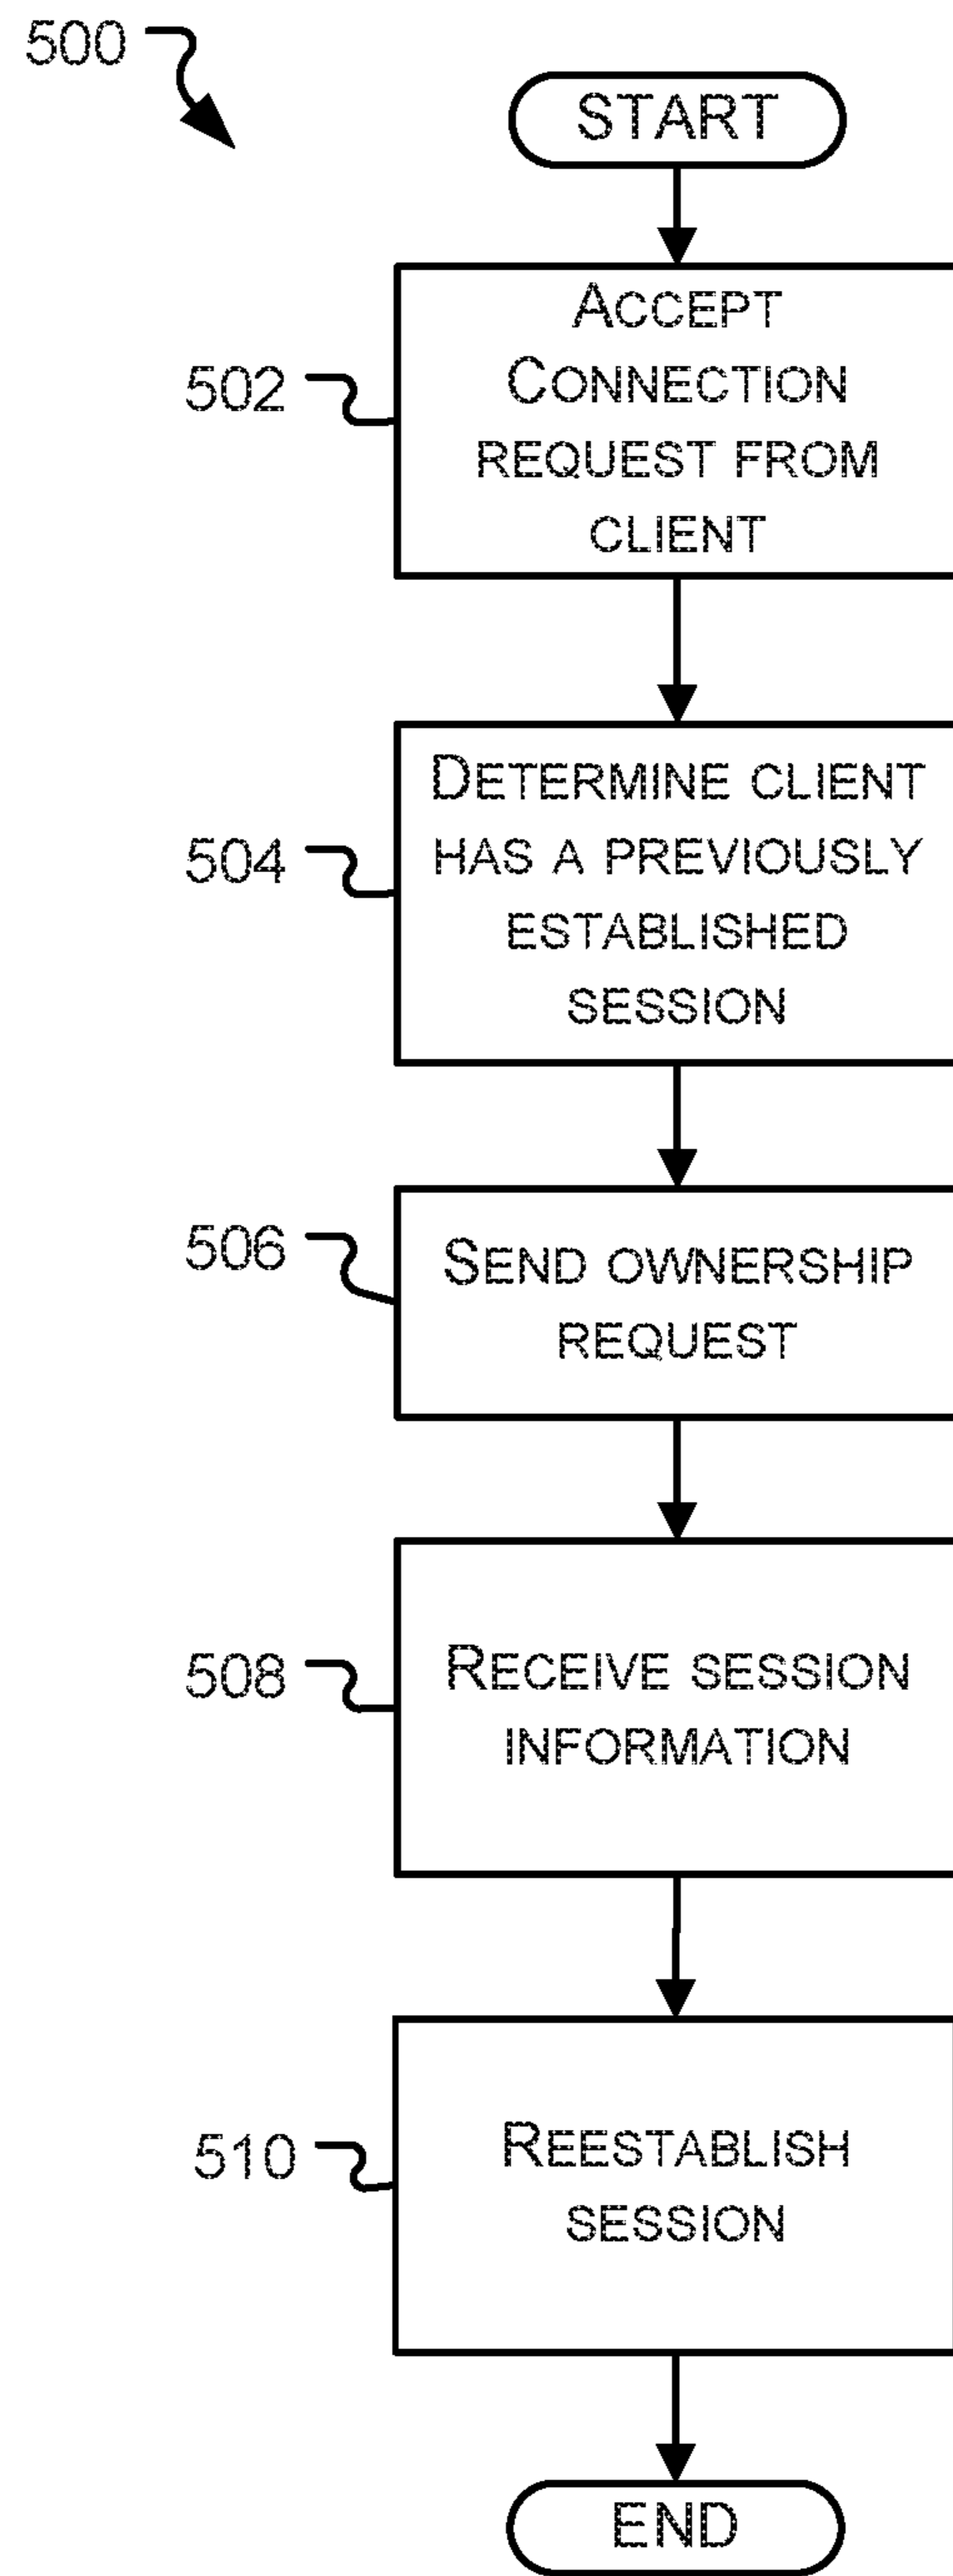 500
START
ACCEPT
CONNECTION
REQUEST FROM
CLIENT
502
DETERMINE CLIENT
HAS A PREVIOUSLY
ESTABLISHED
SESSION
504
SEND OWNERSHIP
REQUEST
506
RECEIVE SESSION
INFORMATION
508
REESTABLISH
SESSION
510
END